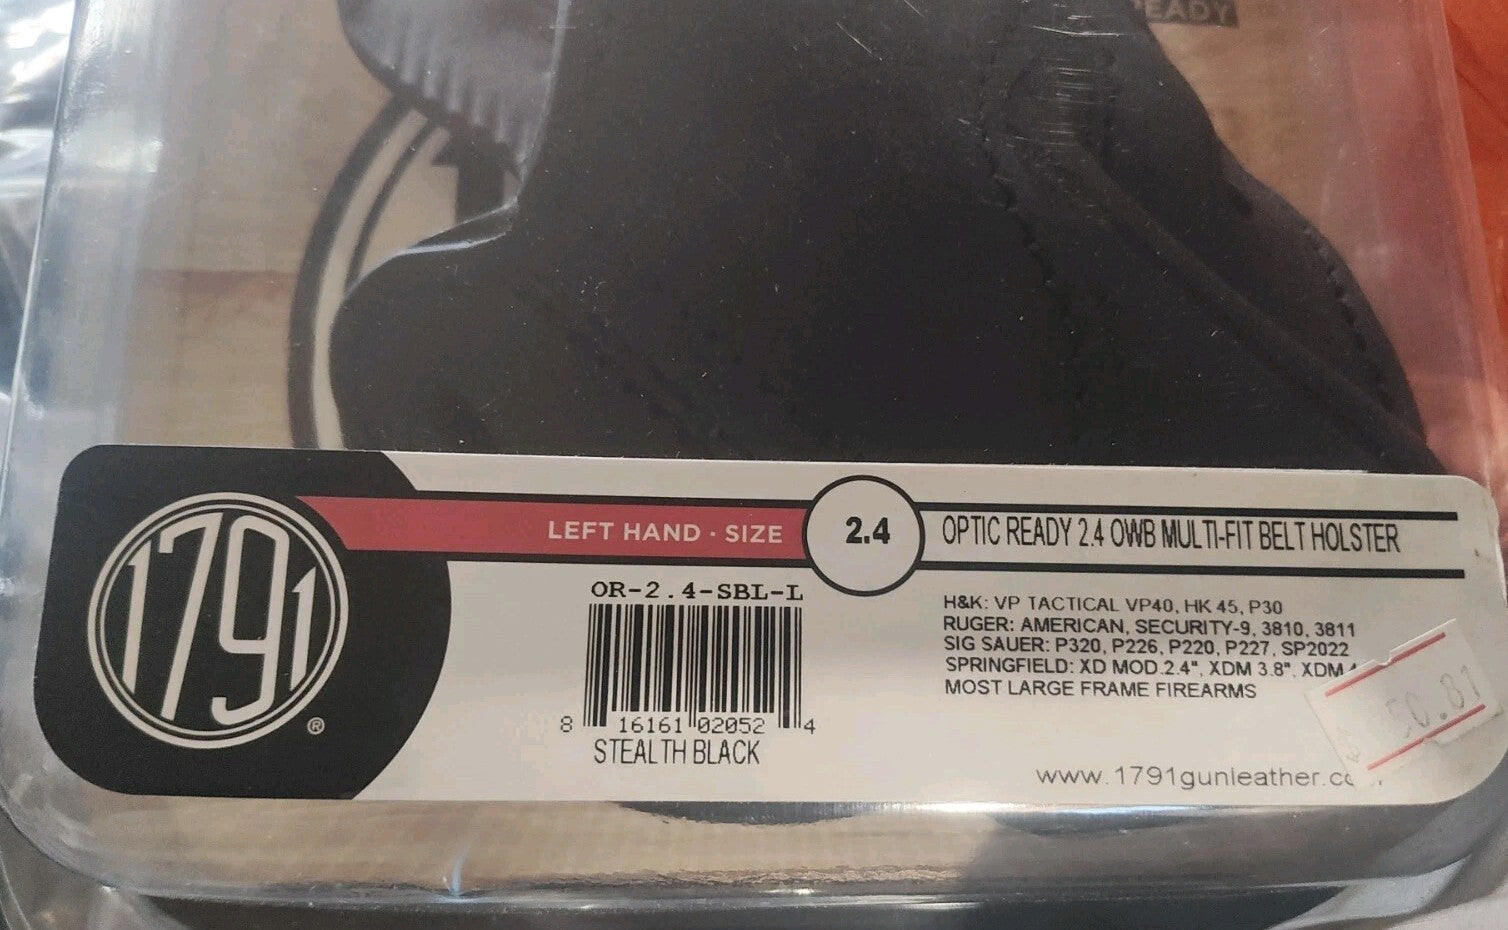 READY
1791
®
LEFT HAND · SIZE
2.4
OPTIC READY 2.4 OWB MULTI-FIT BELT HOLSTER
OR-2.4-SBL-L
8 16161 02052 4
STEALTH BLACK
H&K: VP TACTICAL VP40, HK 45, P30
RUGER: AMERICAN, SECURITY-9, 3810, 3811
SIG SAUER: P320, P226, P220, P227, SP2022
SPRINGFIELD: XD MOD.2.4", XDM 3.8", XDM
MOST LARGE FRAME FIREARMS
50.81
www.1791gunleather.c